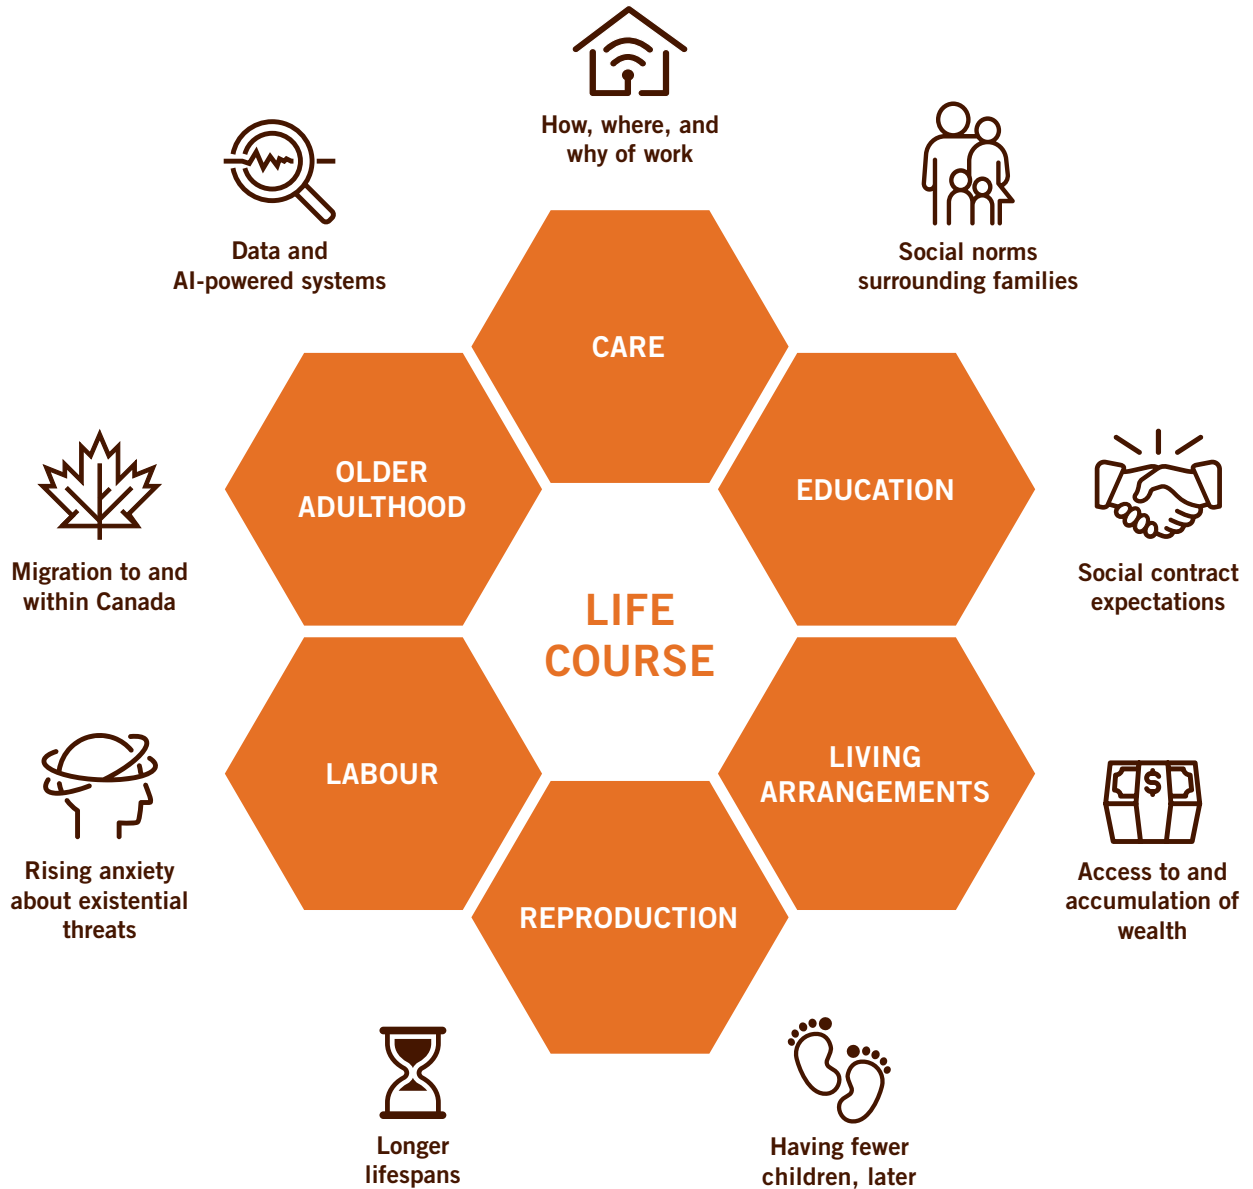 How, where, and
why of work
Social norms
surrounding families
Social contract
expectations
$
Access to and
accumulation of
wealth
Having fewer
children, later
Longer
lifespans
Rising anxiety
about existential
threats
Migration to and
within Canada
Data and
AI-powered systems
CARE
EDUCATION
LIVING
ARRANGEMENTS
REPRODUCTION
LABOUR
OLDER
ADULTHOOD
LIFE
COURSE